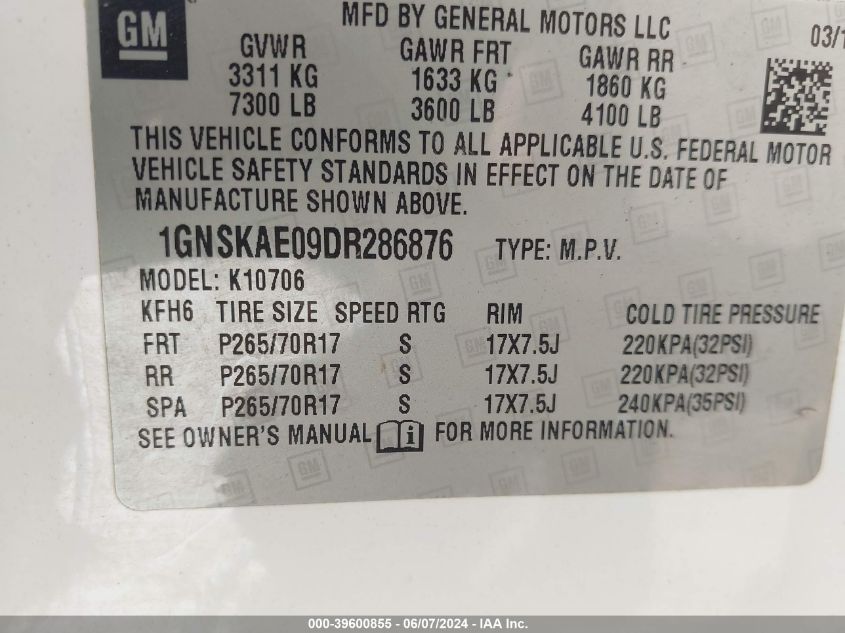 GM
MFD BY GENERAL MOTORS LLC
GVWR GAWR FRT GAWR RR
3311 KG 1633 KG 1860 KG
7300 LB 3600 LB 4100 LB
THIS VEHICLE CONFORMS TO ALL APPLICABLE U.S. FEDERAL MOTOR
VEHICLE SAFETY STANDARDS IN EFFECT ON THE DATE OF
MANUFACTURE SHOWN ABOVE.
1GNSKAE09DR286876 TYPE: M.P.V.
MODEL: K10706
KFH6 TIRE SIZE SPEED RTG RIM COLD TIRE PRESSURE
FRT P265/70R17 S 17X7.5J 220KPA(32PSI)
RR P265/70R17 S 17X7.5J 220KPA(32PSI)
SPA P265/70R17 S 17X7.5J 240KPA(35PSI)
SEE OWNER'S MANUAL i FOR MORE INFORMATION.
000-39600855 - 06/07/2024 - IAA Inc.